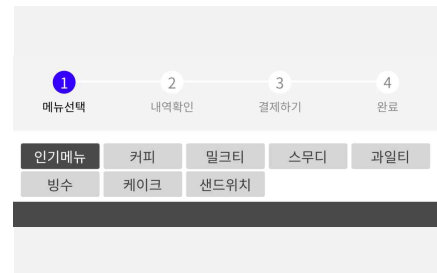 1 2 3 4
메뉴선택 내역확인 결제하기 완료
인기메뉴 커피 밀크티 스무디 과일티
빙수 케이크 샌드위치